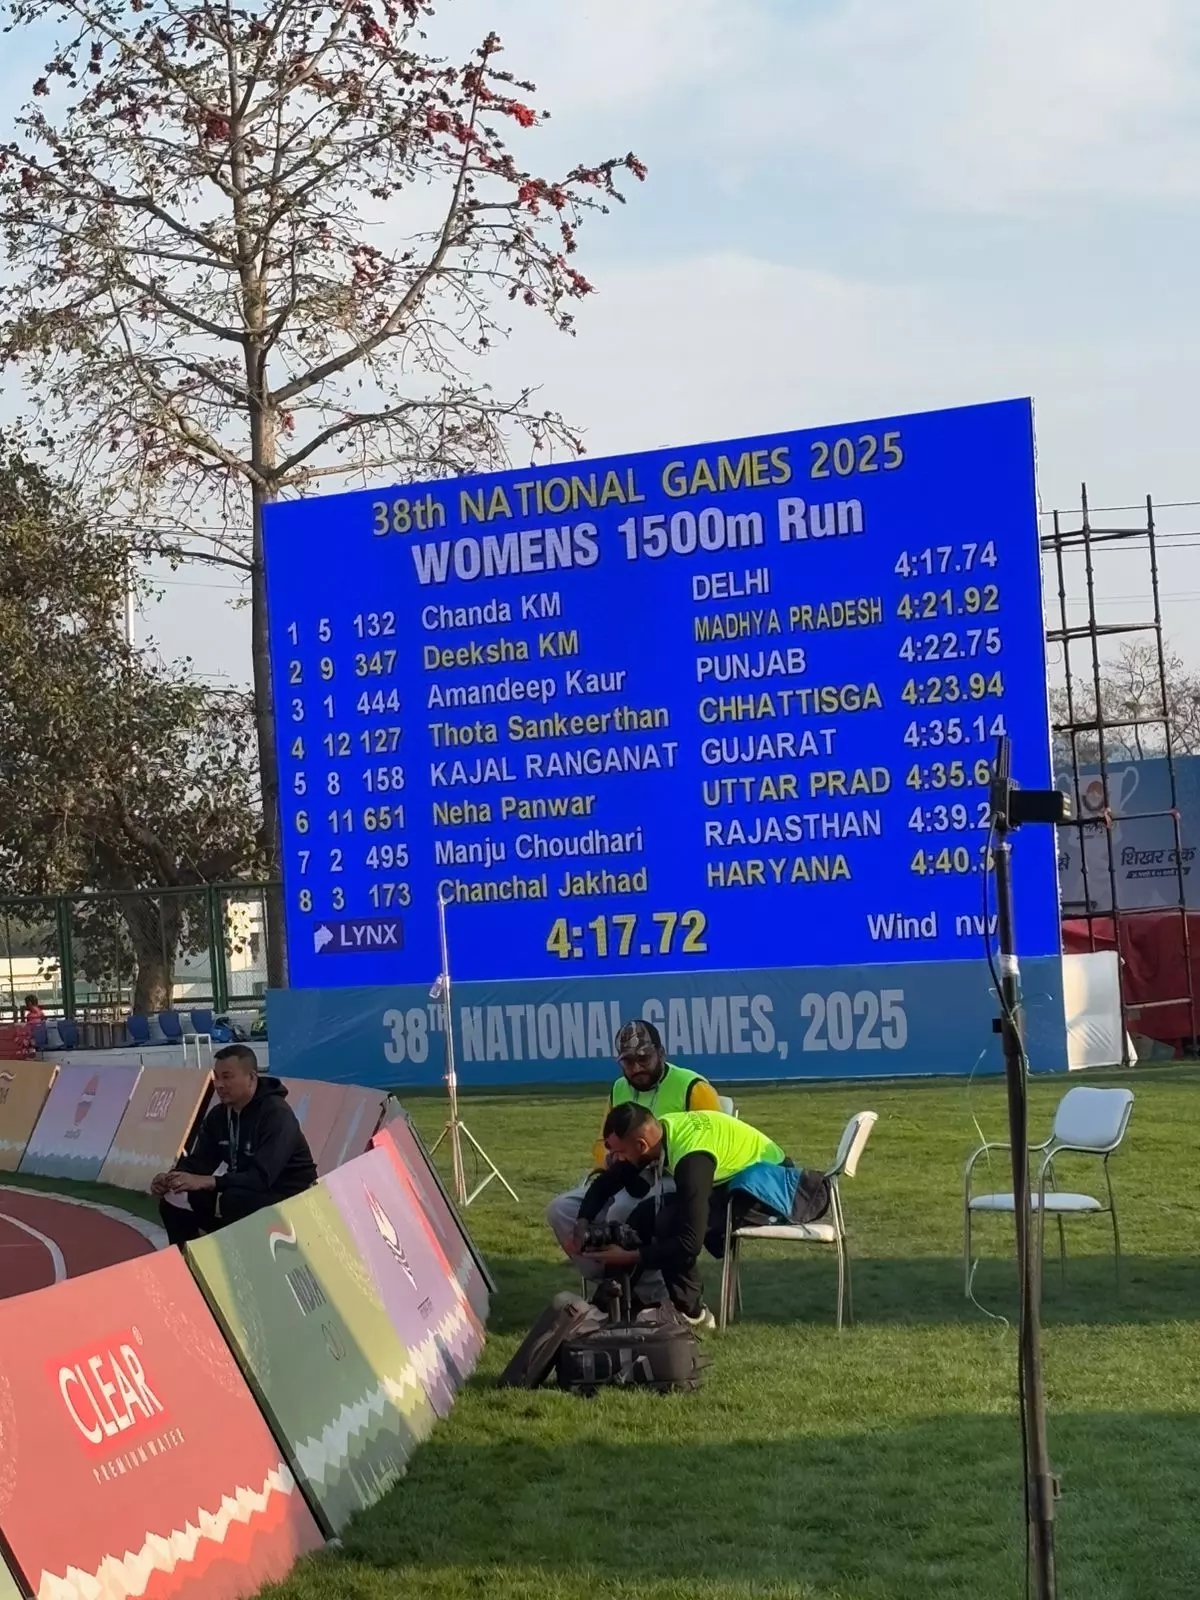 38th NATIONAL GAMES 2025
WOMENS 1500m Run
1 5 132 Chanda KM DELHI 4:17.74
2 9 347 Deeksha KM MADHYA PRADESH 4:21.92
3 1 444 Amandeep Kaur PUNJAB 4:22.75
4 12 127 Thota Sankeerthan CHHATTISGA 4:23.94
5 8 158 KAJAL RANGANAT GUJARAT 4:35.14
6 11 651 Neha Panwar UTTAR PRAD
7 2 495 Manju Choudhari RAJASTHAN
8 3 173 Chanchal Jakhad HARYANA
LYNX 4:17.72 Wind nw
शिखर तक
38TH NATIONAL GAMES, 2025
CLEAR
INDIA
CLEAR
PREMIUM WATER